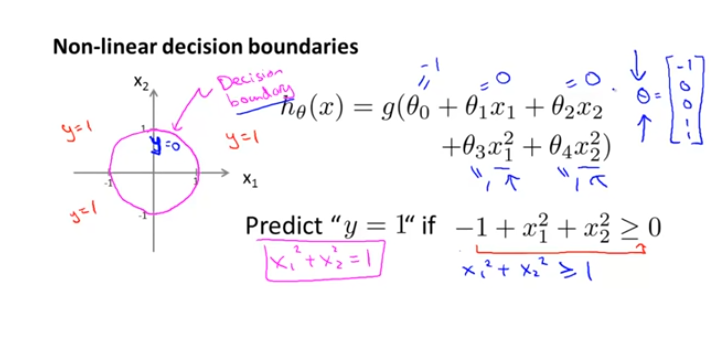 Non-linear decision boundaries
x₂
Decision
boundary
y=1
1
y=0
y=1
-1
1
x₁
y=1
-1
-1 = 0 = 0
" 
hθ(x) = g(θ₀ + θ₁x₁ + θ₂x₂
+θ₃x₁² + θ₄x₂²)
" 1 " 1
θ = [-1 0 0 1 1]
Predict "y = 1" if −1 + x₁² + x₂² ≥ 0
x₁² + x₂² = 1
x₁² + x₂² ≥ 1